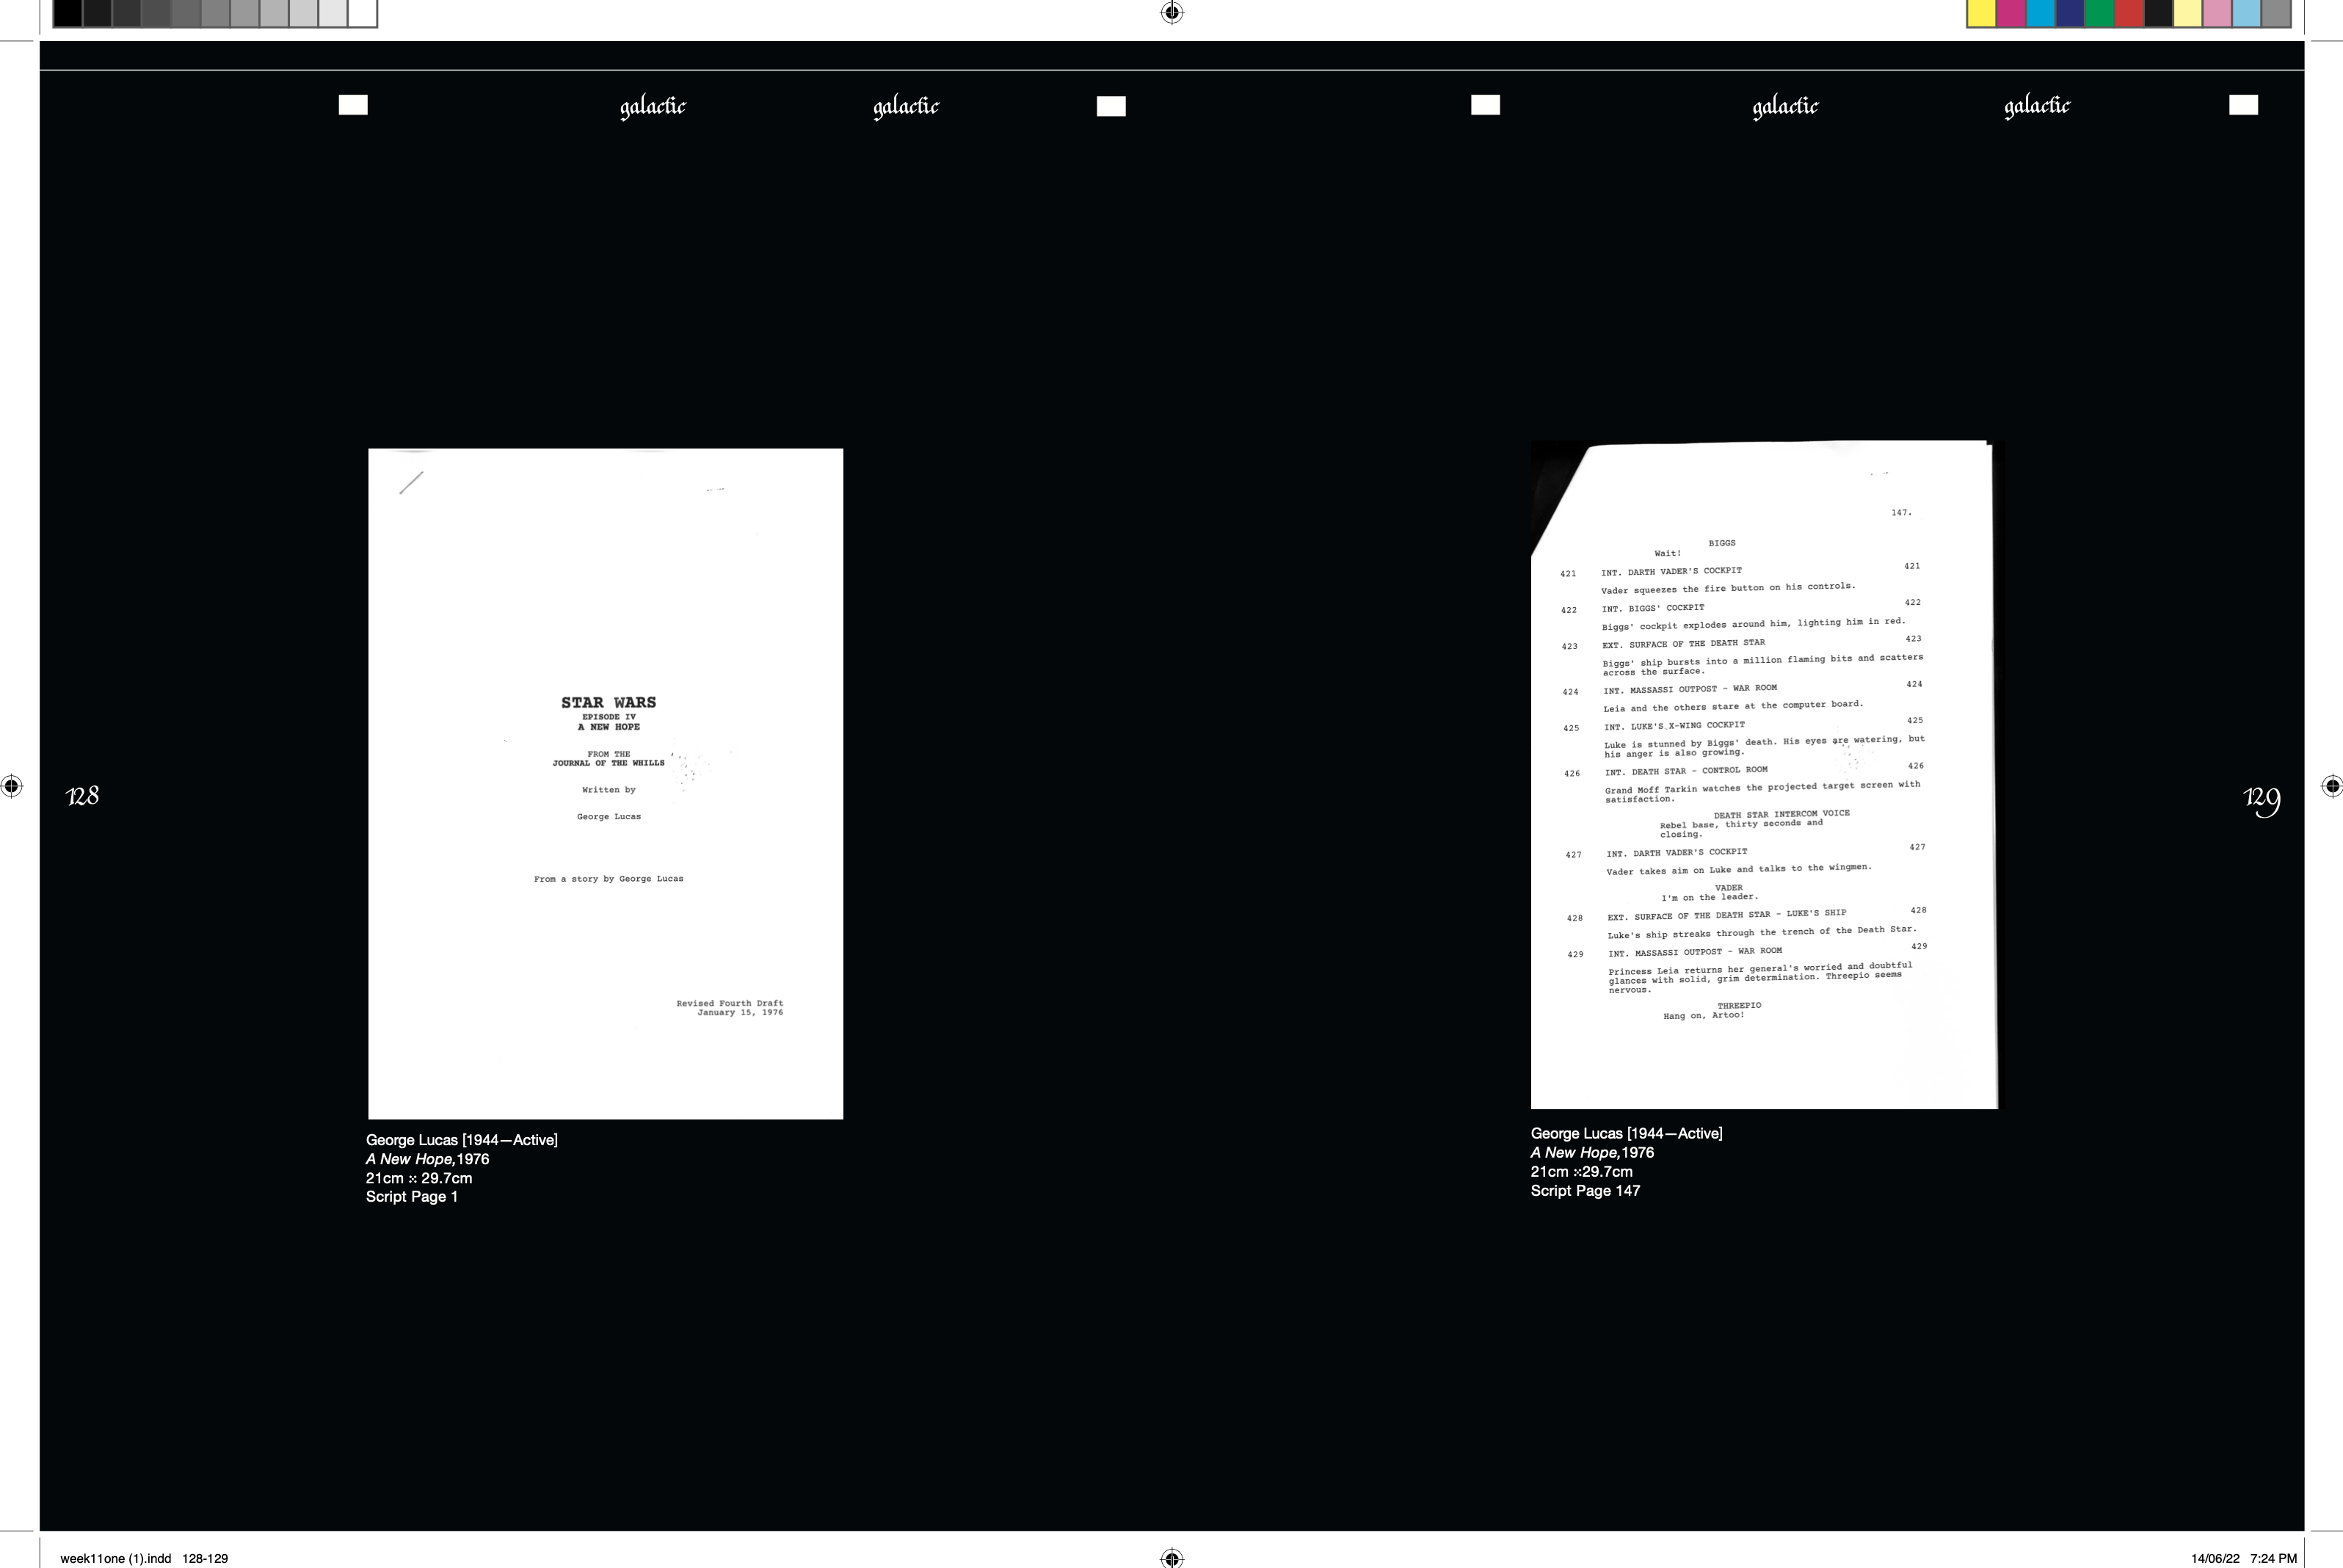 galactic galactic galactic galactic
128
STAR WARS
EPISODE IV
A NEW HOPE
FROM THE
JOURNAL OF THE WHILLS
Written by
George Lucas
From a story by George Lucas
Revised Fourth Draft
January 15, 1976
George Lucas [1944—Active]
A New Hope,1976
21cm × 29.7cm
Script Page 1
147.
BIGGS
Wait!
421 INT. DARTH VADER'S COCKPIT 421
Vader squeezes the fire button on his controls.
422 INT. BIGGS' COCKPIT 422
Biggs' cockpit explodes around him, lighting him in red.
423 EXT. SURFACE OF THE DEATH STAR 423
Biggs' ship bursts into a million flaming bits and scatters
across the surface.
424 INT. MASSASSI OUTPOST - WAR ROOM 424
Leia and the others stare at the computer board.
425 INT. LUKE'S X-WING COCKPIT 425
Luke is stunned by Biggs' death. His eyes are watering, but
his anger is also growing.
426 INT. DEATH STAR - CONTROL ROOM 426
Grand Moff Tarkin watches the projected target screen with
satisfaction.
DEATH STAR INTERCOM VOICE
Rebel base, thirty seconds and
closing.
427 INT. DARTH VADER'S COCKPIT 427
Vader takes aim on Luke and talks to the wingmen.
VADER
I'm on the leader.
428 EXT. SURFACE OF THE DEATH STAR - LUKE'S SHIP 428
Luke's ship streaks through the trench of the Death Star.
429 INT. MASSASSI OUTPOST - WAR ROOM 429
Princess Leia returns her general's worried and doubtful
glances with solid, grim determination. Threepio seems
nervous.
THREEPIO
Hang on, Artoo!
George Lucas [1944—Active]
A New Hope,1976
21cm ×29.7cm
Script Page 147
129
week11one (1).indd 128-129
14/06/22 7:24 PM